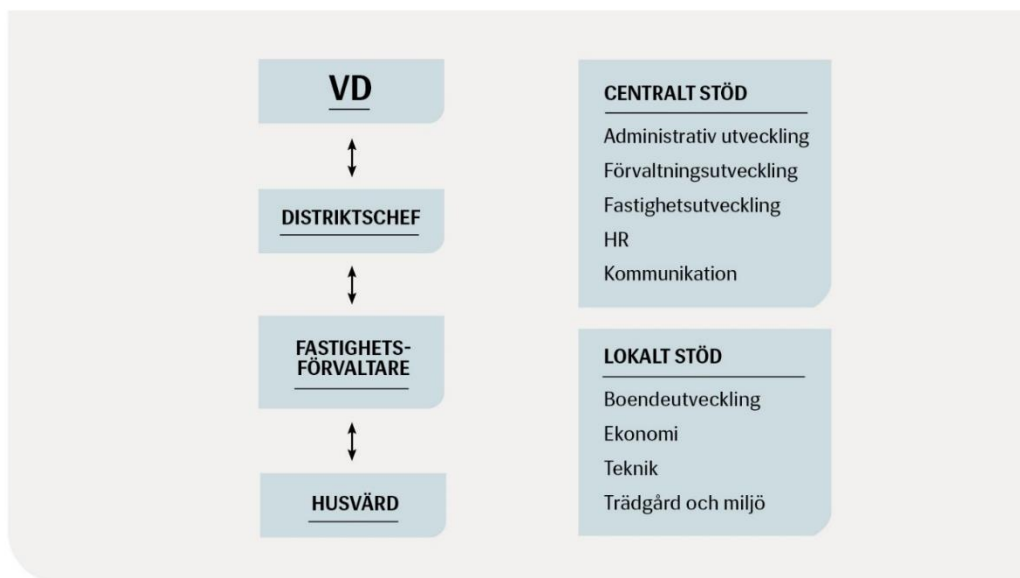 VD
DISTRIKTSCHEF
FASTIGHETS-
FÖRVALTARE
HUSVÄRD
CENTRALT STÖD
Administrativ utveckling
Förvaltningsutveckling
Fastighetsutveckling
HR
Kommunikation
LOKALT STÖD
Boendeutveckling
Ekonomi
Teknik
Trädgård och miljö